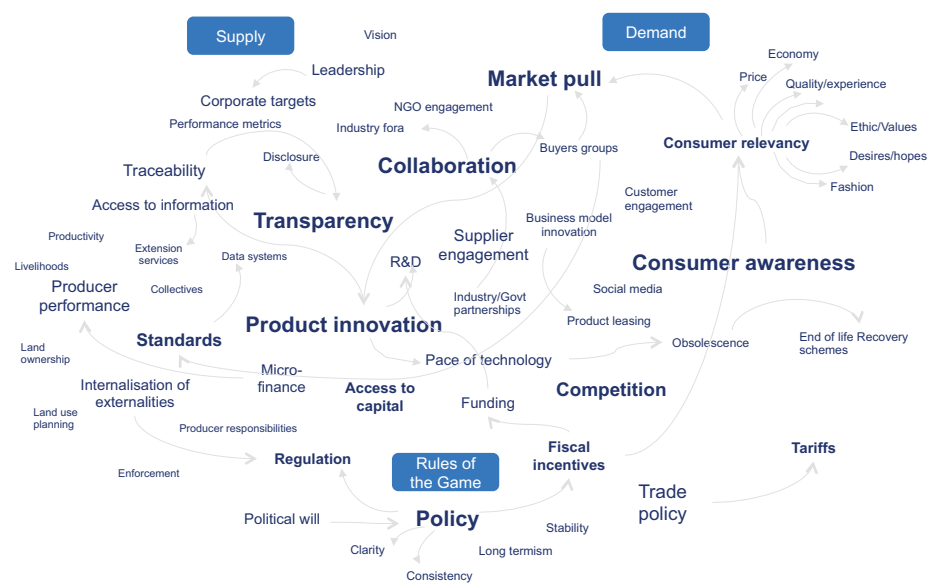 Supply
Vision
Demand
Leadership
Market pull
Economy
Price
Quality/experience
Corporate targets
NGO engagement
Performance metrics
Industry fora
Ethic/Values
Buyers groups
Consumer relevancy
Disclosure
Collaboration
Desires/hopes
Traceability
Fashion
Customer
engagement
Access to information
Transparency
Business model
innovation
Productivity
Supplier
engagement
Extension
services
Data systems
R&D
Consumer awareness
Livelihoods
Producer
performance
Collectives
Social media
Industry/Govt
partnerships
Product innovation
Product leasing
Standards
Obsolescence
End of life Recovery
schemes
Land
ownership
Pace of technology
Micro-
finance
Internalisation of
externalities
Access to
capital
Competition
Funding
Land use
planning
Producer responsibilities
Regulation
Fiscal
incentives
Tariffs
Enforcement
Rules of
the Game
Trade
policy
Political will
Policy
Stability
Clarity
Long termism
Consistency